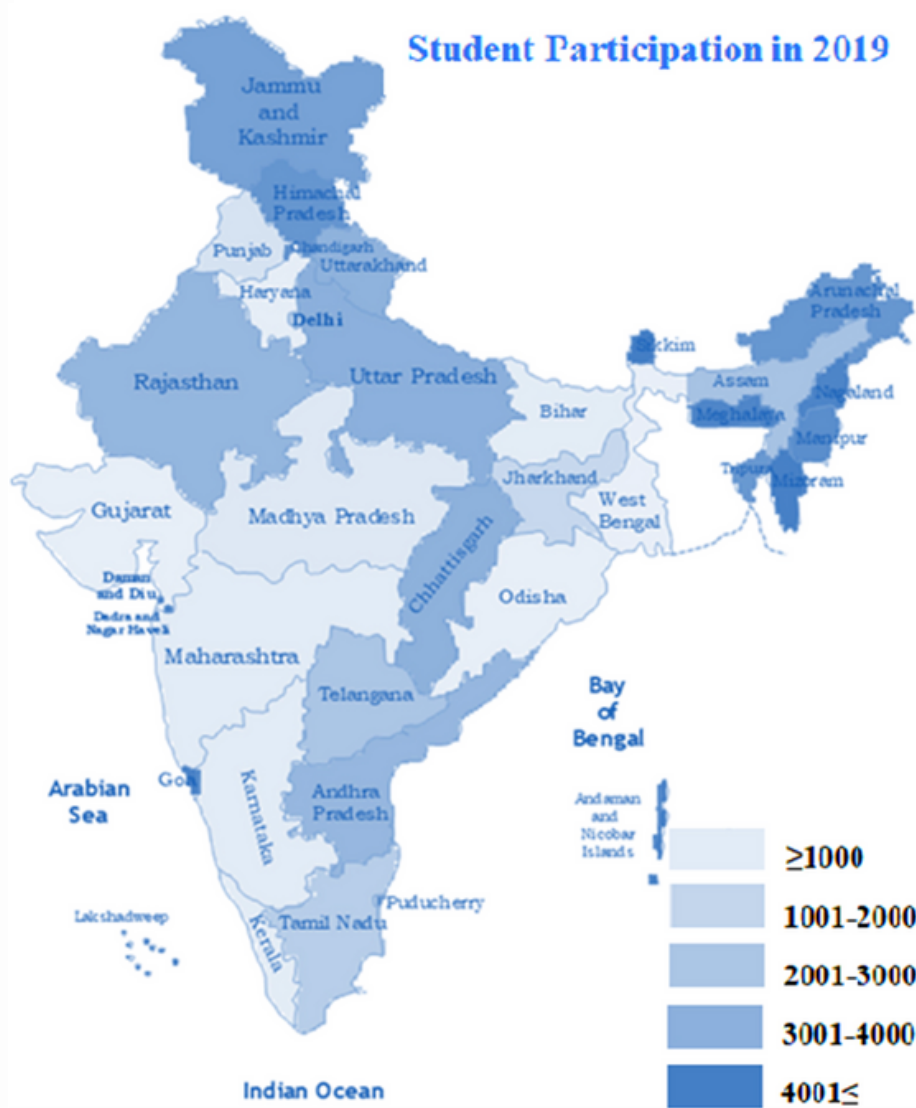 Student Participation in 2019
Jammu
and
Kashmir
Himachal
Pradesh
Punjab
Chandigarh
Uttarakhand
Haryana
Delhi
Rajasthan
Uttar Pradesh
Arunachal
Pradesh
Sikkim
Assam
Nagaland
Meghalaya
Manipur
Tripura
Mizoram
Bihar
Jharkhand
West
Bengal
Gujarat
Madhya Pradesh
Chhattisgarh
Odisha
Daman
and Diu
Dadra and
Nagar Haveli
Maharashtra
Telangana
Bay
of
Bengal
Goa
Arabian
Sea
Karnataka
Andhra
Pradesh
Andaman
and
Nicobar
Islands
Puducherry
Tamil Nadu
Kerala
Lakshadweep
Indian Ocean
≥1000
1001-2000
2001-3000
3001-4000
4001≤